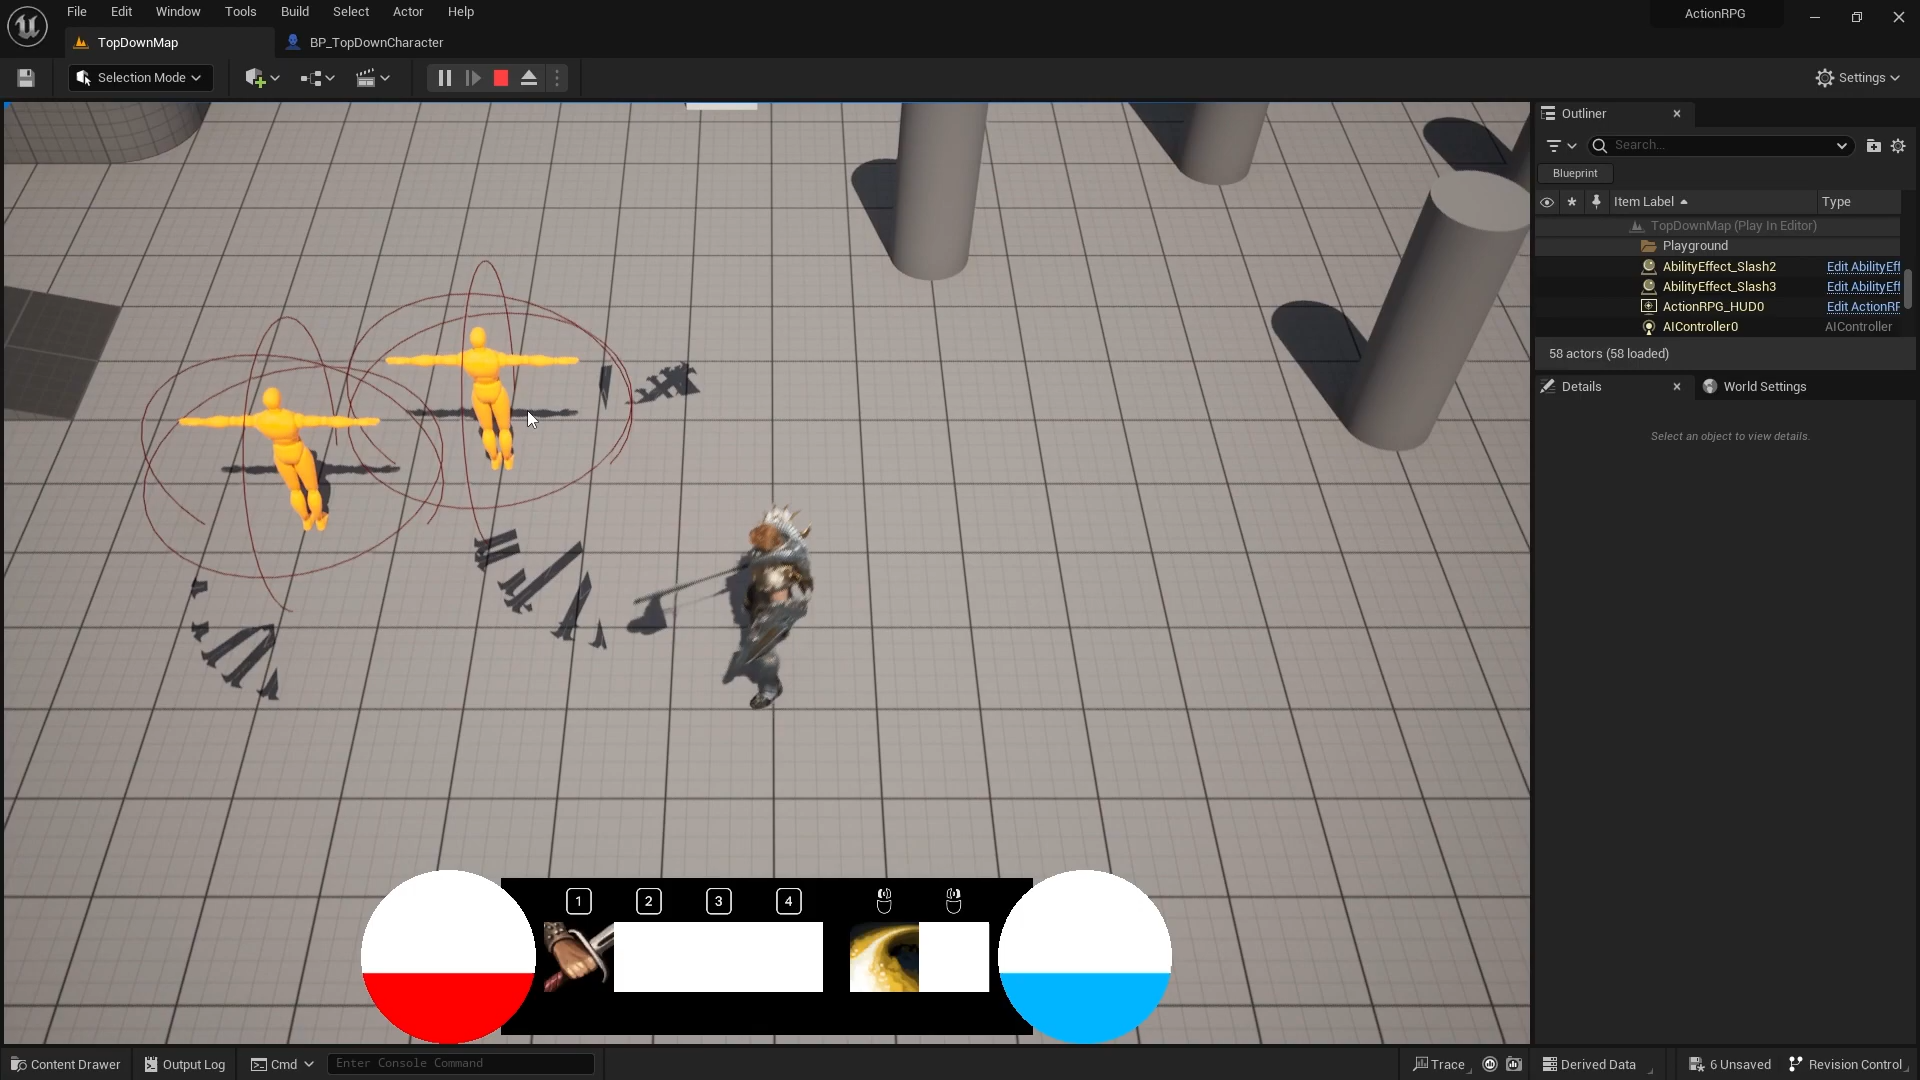 File Edit Window Tools Build Select Actor Help
ActionRPG
TopDownMap
BP_TopDownCharacter
Selection Mode
Settings
Outliner
Search...
Blueprint
Item Label
Type
TopDownMap (Play In Editor)
Playground
AbilityEffect_Slash2 Edit AbilityEff
AbilityEffect_Slash3 Edit AbilityEff
ActionRPG_HUD0 Edit ActionRP
AIController0 AIController
58 actors (58 loaded)
Details
World Settings
Select an object to view details.
1 2 3 4
Content Drawer
Output Log
Cmd
Enter Console Command
Trace
Derived Data
6 Unsaved
Revision Control